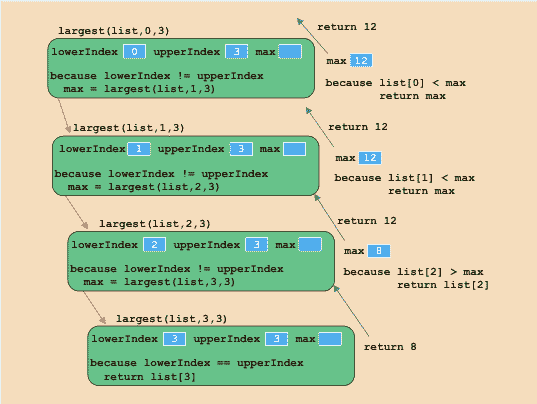 largest(list,0,3)
return 12
lowerIndex 0 upperIndex 3 max
max 12
because lowerIndex != upperIndex
max = largest(list,1,3)
because list[0] < max
return max
largest(list,1,3)
return 12
lowerIndex 1 upperIndex 3 max
max 12
because lowerIndex != upperIndex
max = largest(list,2,3)
because list[1] < max
return max
largest(list,2,3)
return 12
lowerIndex 2 upperIndex 3 max
max 8
because lowerIndex != upperIndex
max = largest(list,3,3)
because list[2] > max
return list[2]
largest(list,3,3)
lowerIndex 3 upperIndex 3 max
return 8
because lowerIndex == upperIndex
return list[3]